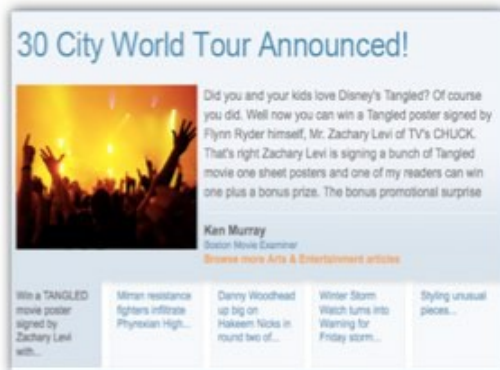 30 City World Tour Announced!
Did you and your kids love Disney's Tangled? Of course
you did. Well now you can win a Tangled poster signed by
Flynn Ryder himself, Mr. Zachary Levi of TV's CHUCK.
That's right Zachary Levi is signing a bunch of Tangled
movie one sheet posters and one of my readers can win
one plus a bonus prize. The bonus promotional surprise
Ken Murray
Boston Movie Examiner
Browse more Arts & Entertainment articles
Win a TANGLED
movie poster
signed by
Zachary Levi
with...
Mirran resistance
fighters infiltrate
Phyrexian High...
Danny Woodhead
up big on
Hakeem Nicks in
round two of...
Winter Storm
Watch turns into
Warning for
Friday storm...
Styling unusual
pieces...